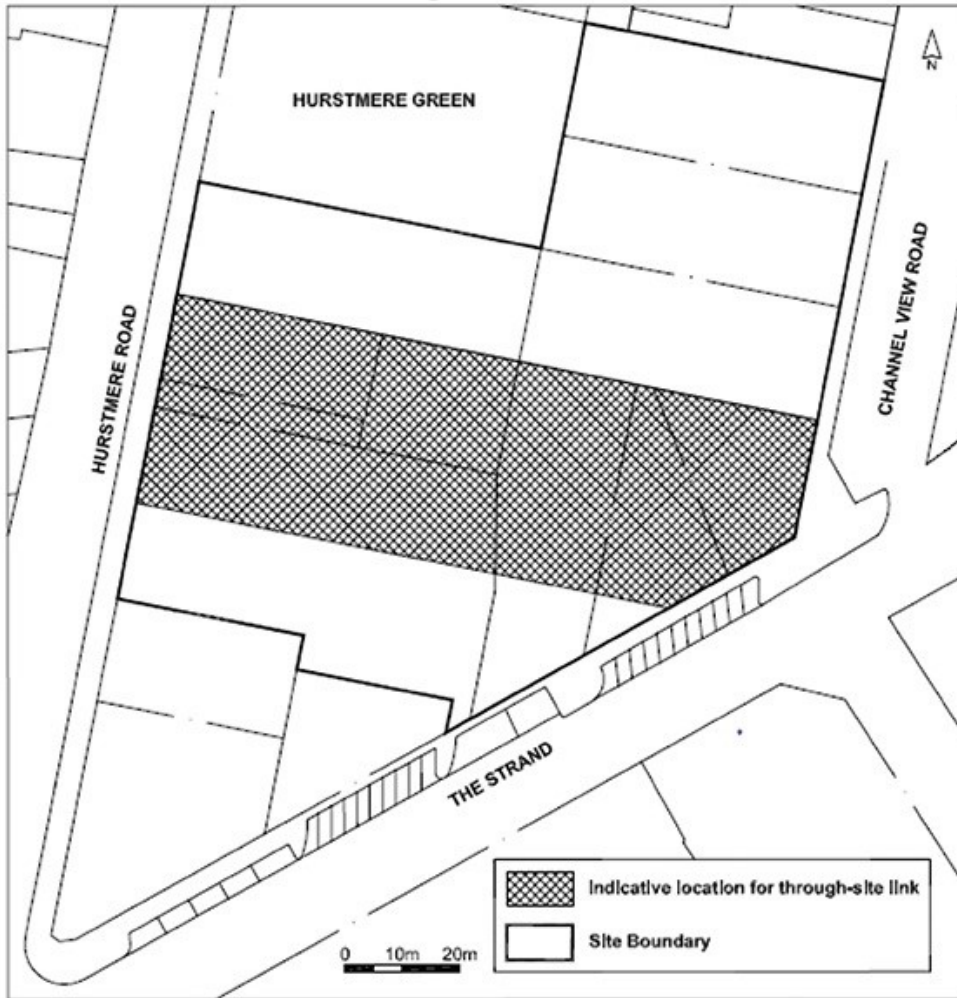 N
HURSTMERE GREEN
HURSTMERE ROAD
CHANNEL VIEW ROAD
THE STRAND
Indicative location for through-site link
Site Boundary
0 10m 20m